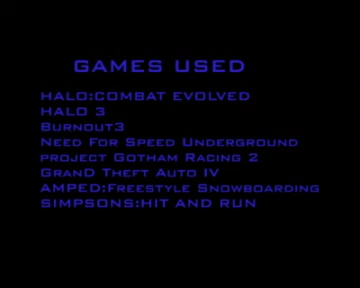 GAMES USED
HALO:COMBAT EVOLVED
HALO 3
Burnout3
Need For Speed Underground
project Gotham Racing 2
GranD Theft Auto IV
AMPED:Freestyle Snowboarding
SIMPSONS:HIT AND RUN